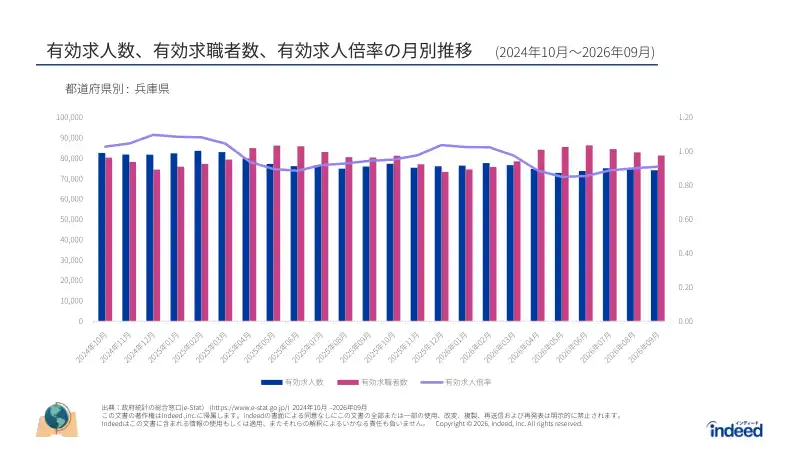 有効求人数、有効求職者数、有効求人倍率の月別推移 (2024年10月～2026年09月)
都道府県別：兵庫県
100,000
90,000
80,000
70,000
60,000
50,000
40,000
30,000
20,000
10,000
0
1.20
1.00
0.80
0.60
0.40
0.20
0.00
2024年10月
2024年11月
2024年12月
2025年01月
2025年02月
2025年03月
2025年04月
2025年05月
2025年06月
2025年07月
2025年08月
2025年09月
2025年10月
2025年11月
2025年12月
2026年01月
2026年02月
2026年03月
2026年04月
2026年05月
2026年06月
2026年07月
2026年08月
2026年09月
有効求人数 有効求職者数 有効求人倍率
出典：政府統計の総合窓口(e-Stat) (https://www.e-stat.go.jp/) 2024年10月 –2026年09月
この文書の著作権はIndeed ,inc.に帰属します。Indeedの書面による同意なしにこの文書の全部または一部の使用、改変、複製、再送信および再発表は明示的に禁止されます。
Indeedはこの文書に含まれる情報の使用もしくは適用、またそれらの解釈によるいかなる責任も負いません。 Copyright © 2026, Indeed, Inc. All rights reserved.
インディード
indeed